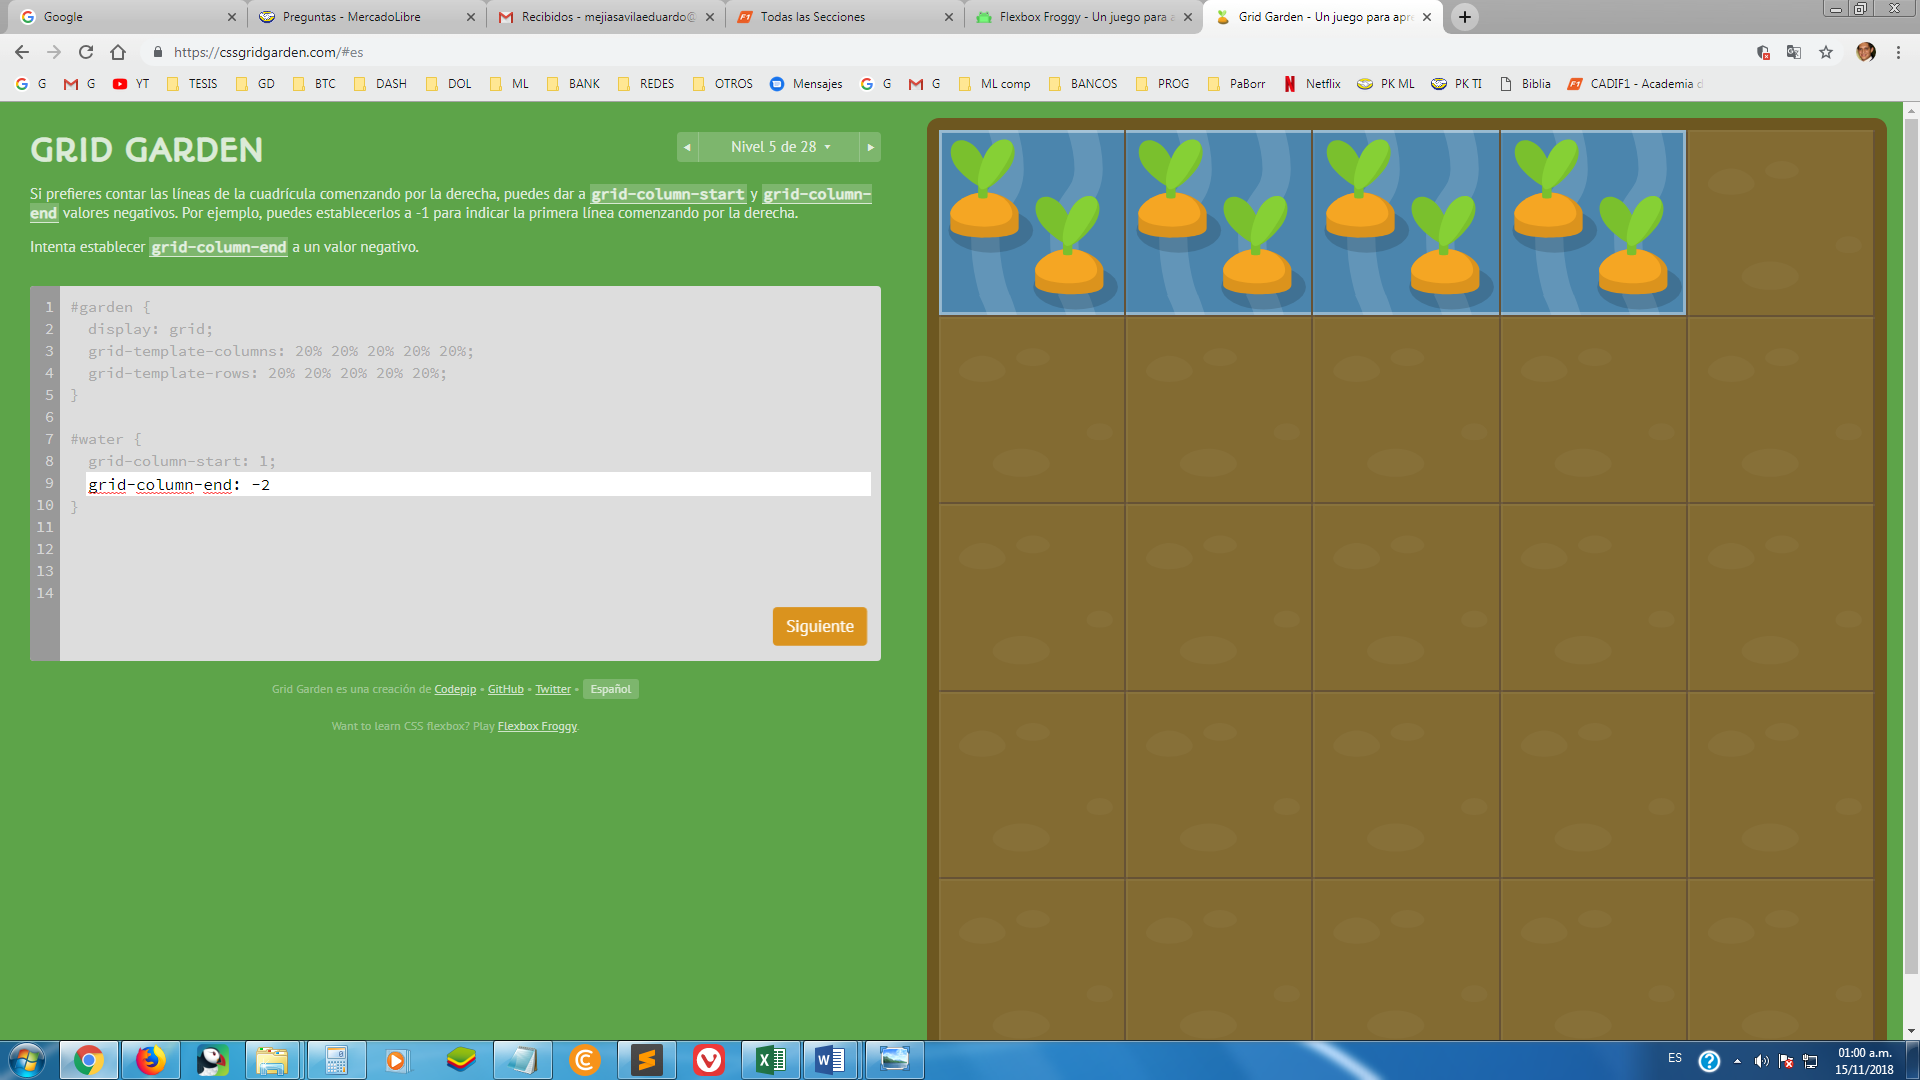 Google
Preguntas - MercadoLibre
Recibidos - mejiasavilaeduardo@
Todas las Secciones
Flexbox Froggy - Un juego para a
Grid Garden - Un juego para apre
https://cssgridgarden.com/#es
G G YT TESIS GD BTC DASH DOL ML BANK REDES OTROS Mensajes G G ML comp BANCOS PROG PaBorr Netflix PK ML PK TI Biblia CADIF1 - Academia d
GRID GARDEN
◂ Nivel 5 de 28 ▾ ▸
Si prefieres contar las líneas de la cuadrícula comenzando por la derecha, puedes dar a grid-column-start y grid-column-
end valores negativos. Por ejemplo, puedes establecerlos a -1 para indicar la primera línea comenzando por la derecha.
Intenta establecer grid-column-end a un valor negativo.
1 #garden {
2 display: grid;
3 grid-template-columns: 20% 20% 20% 20% 20%;
4 grid-template-rows: 20% 20% 20% 20% 20%;
5 }
6
7 #water {
8 grid-column-start: 1;
9 grid-column-end: -2
10 }
11
12
13
14
Siguiente
Grid Garden es una creación de Codepip • GitHub • Twitter • Español
Want to learn CSS flexbox? Play Flexbox Froggy.
ES
01:00 a.m.
15/11/2018